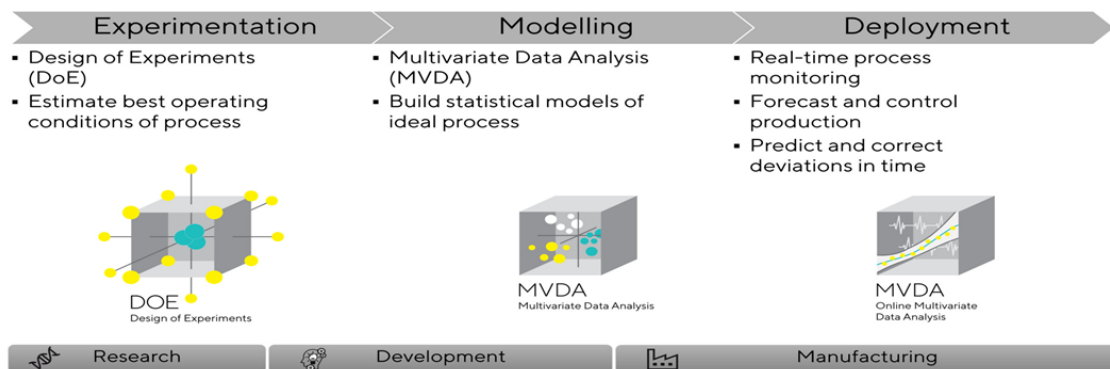 Experimentation
Modelling
Deployment
▪ Design of Experiments
(DoE)
▪ Estimate best operating
conditions of process
▪ Multivariate Data Analysis
(MVDA)
▪ Build statistical models of
ideal process
▪ Real-time process
monitoring
▪ Forecast and control
production
▪ Predict and correct
deviations in time
DOE
Design of Experiments
MVDA
Multivariate Data Analysis
MVDA
Online Multivariate
Data Analysis
Research
Development
Manufacturing